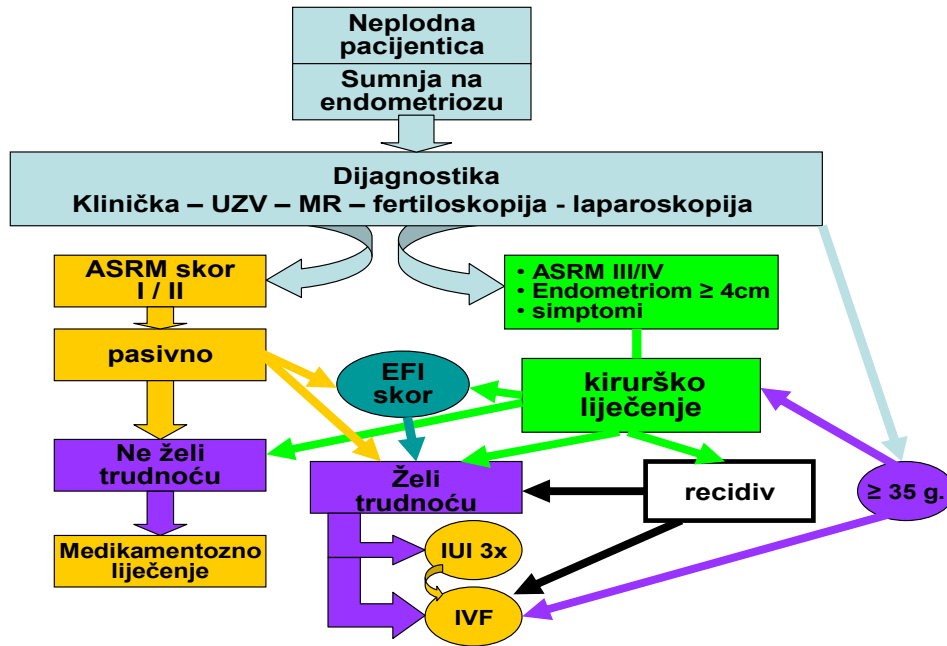 Neplodna
pacijentica
Sumnja na
endometriozu
Dijagnostika
Klinička – UZV – MR – fertiloskopija - laparoskopija
ASRM skor
I / II
• ASRM III/IV
• Endometriom ≥ 4cm
• simptomi
pasivno
EFI
skor
kirurško
liječenje
Ne želi
trudnoću
Želi
trudnoću
recidiv
≥ 35 g.
Medikamentozno
liječenje
IUI 3x
IVF